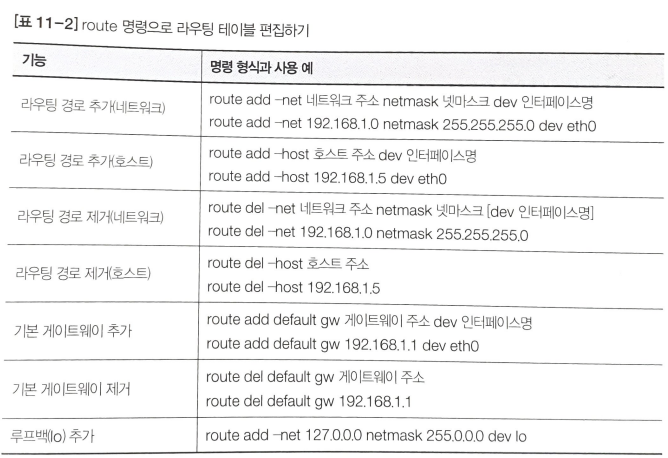 [표 11-2] route 명령으로 라우팅 테이블 편집하기
기능
명령 형식과 사용 예
라우팅 경로 추가(네트워크)
route add -net 네트워크 주소 netmask 넷마스크 dev 인터페이스명
route add -net 192.168.1.0 netmask 255.255.255.0 dev eth0
라우팅 경로 추가(호스트)
route add -host 호스트 주소 dev 인터페이스명
route add -host 192.168.1.5 dev eth0
라우팅 경로 제거(네트워크)
route del -net 네트워크 주소 netmask 넷마스크 [dev 인터페이스명]
route del -net 192.168.1.0 netmask 255.255.255.0
라우팅 경로 제거(호스트)
route del -host 호스트 주소
route del -host 192.168.1.5
기본 게이트웨이 추가
route add default gw 게이트웨이 주소 dev 인터페이스명
route add default gw 192.168.1.1 dev eth0
기본 게이트웨이 제거
route del default gw 게이트웨이 주소
route del default gw 192.168.1.1
루프백(lo) 추가
route add -net 127.0.0.0 netmask 255.0.0.0 dev lo